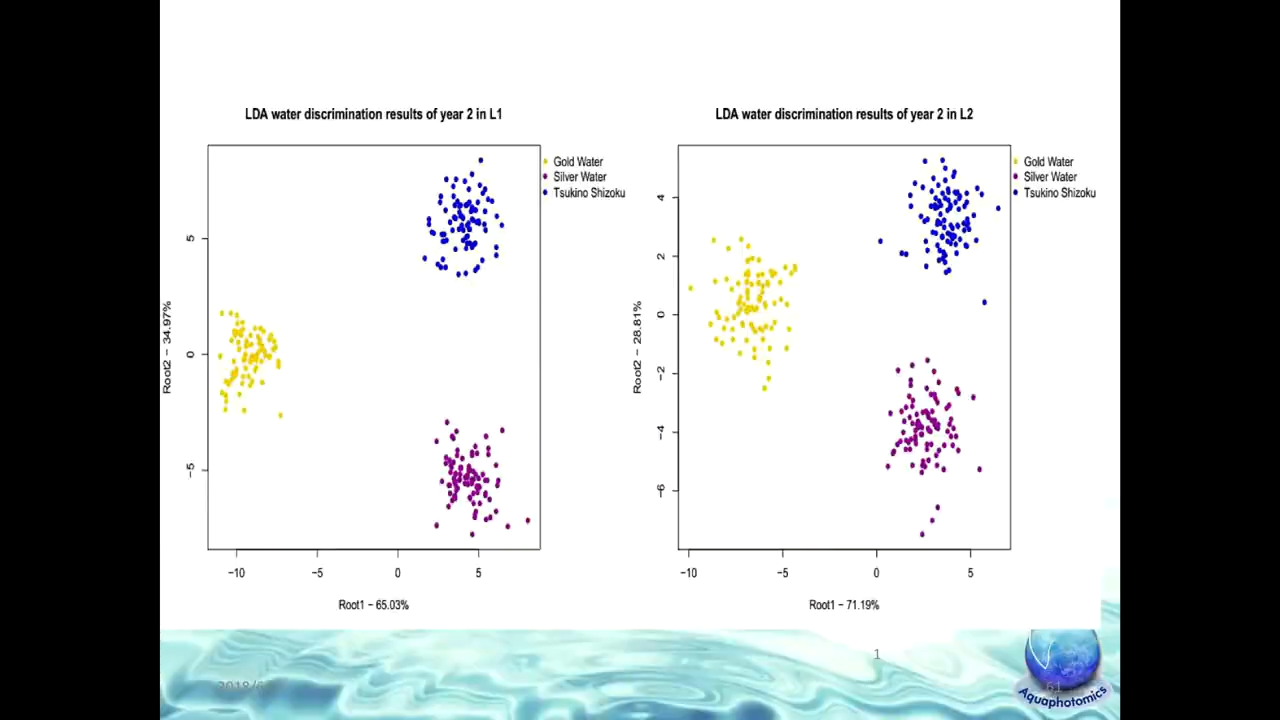 LDA water discrimination results of year 2 in L1
Gold Water
Silver Water
Tsukino Shizoku
Root2 − 34.97%
5
0
−5
−10
−5
0
5
Root1 − 65.03%
LDA water discrimination results of year 2 in L2
Gold Water
Silver Water
Tsukino Shizoku
Root2 − 28.81%
4
2
0
−2
−4
−6
−10
−5
0
5
Root1 − 71.19%
1
61
Aquaphotomics